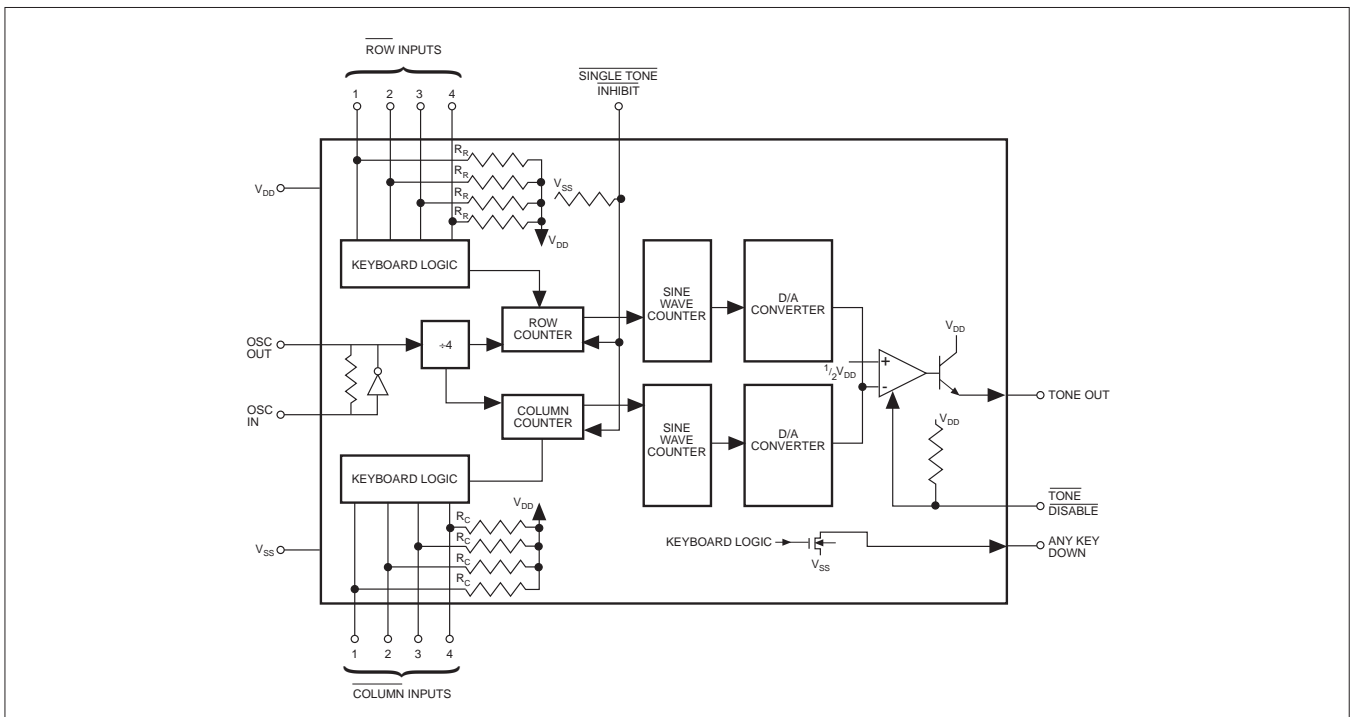 ROW INPUTS
1 2 3 4
SINGLE TONE
INHIBIT
V_DD
R_R
R_R
R_R
R_R
V_DD
V_SS
KEYBOARD LOGIC
OSC
OUT
÷4
ROW
COUNTER
SINE
WAVE
COUNTER
D/A
CONVERTER
OSC
IN
COLUMN
COUNTER
SINE
WAVE
COUNTER
D/A
CONVERTER
1/2 V_DD
+
-
V_DD
TONE OUT
V_DD
TONE
DISABLE
KEYBOARD LOGIC
V_DD
R_C
R_C
R_C
R_C
V_SS
KEYBOARD LOGIC
V_SS
ANY KEY
DOWN
1 2 3 4
COLUMN INPUTS